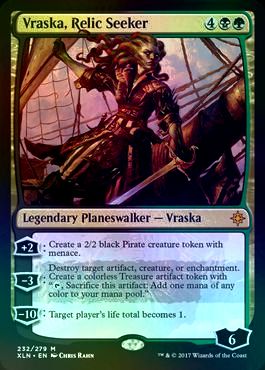 Vraska, Relic Seeker 4
Legendary Planeswalker — Vraska
+2: Create a 2/2 black Pirate creature token with
menace.
Destroy target artifact, creature, or enchantment.
−3: Create a colorless Treasure artifact token with
“, Sacrifice this artifact: Add one mana of any
color to your mana pool.”
−10: Target player's life total becomes 1.
6
232/279 M
XLN • EN Chris Rahn ™ & © 2017 Wizards of the Coast